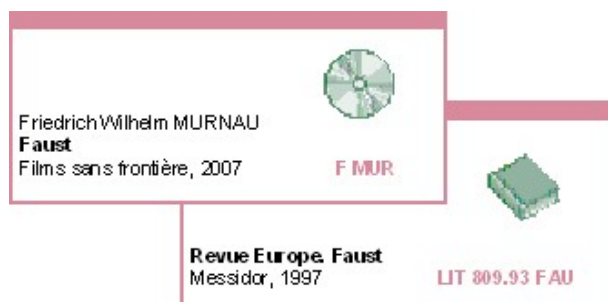 Friedrich Wilhelm MURNAU
Faust
Films sans frontière, 2007
F MUR
Revue Europe. Faust
Messidor, 1997
LIT 809.93 FAU